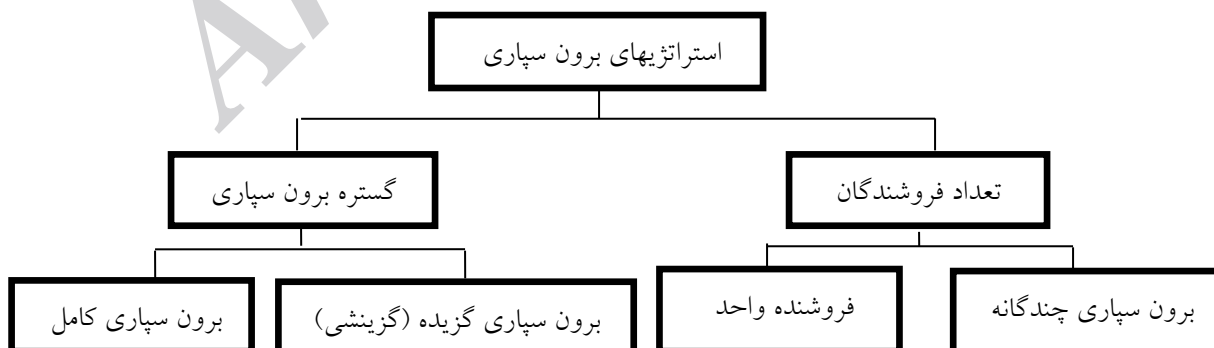 استراتژیهای برون سپاری
تعداد فروشندگان
گستره برون سپاری
برون سپاری چندگانه
فروشنده واحد
برون سپاری گزیده (گزینشی)
برون سپاری کامل